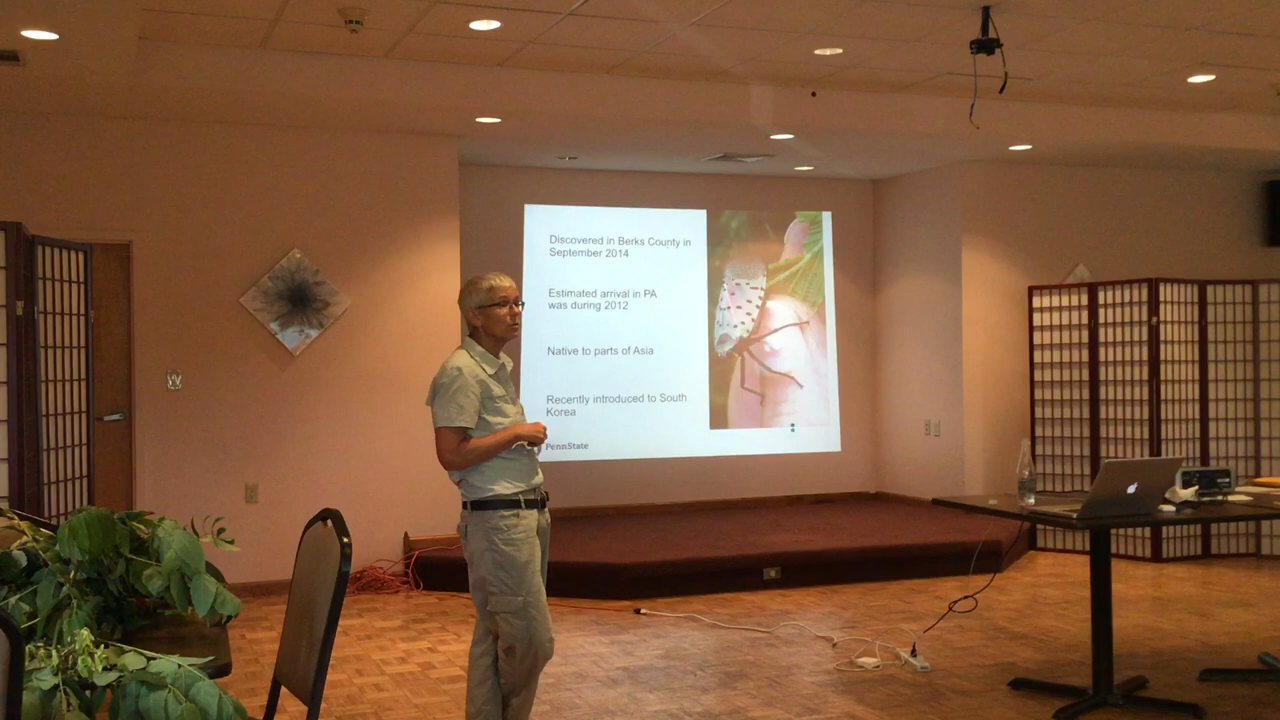 Discovered in Berks County in
September 2014
Estimated arrival in PA
was during 2012
Native to parts of Asia
Recently introduced to South
Korea
PennState